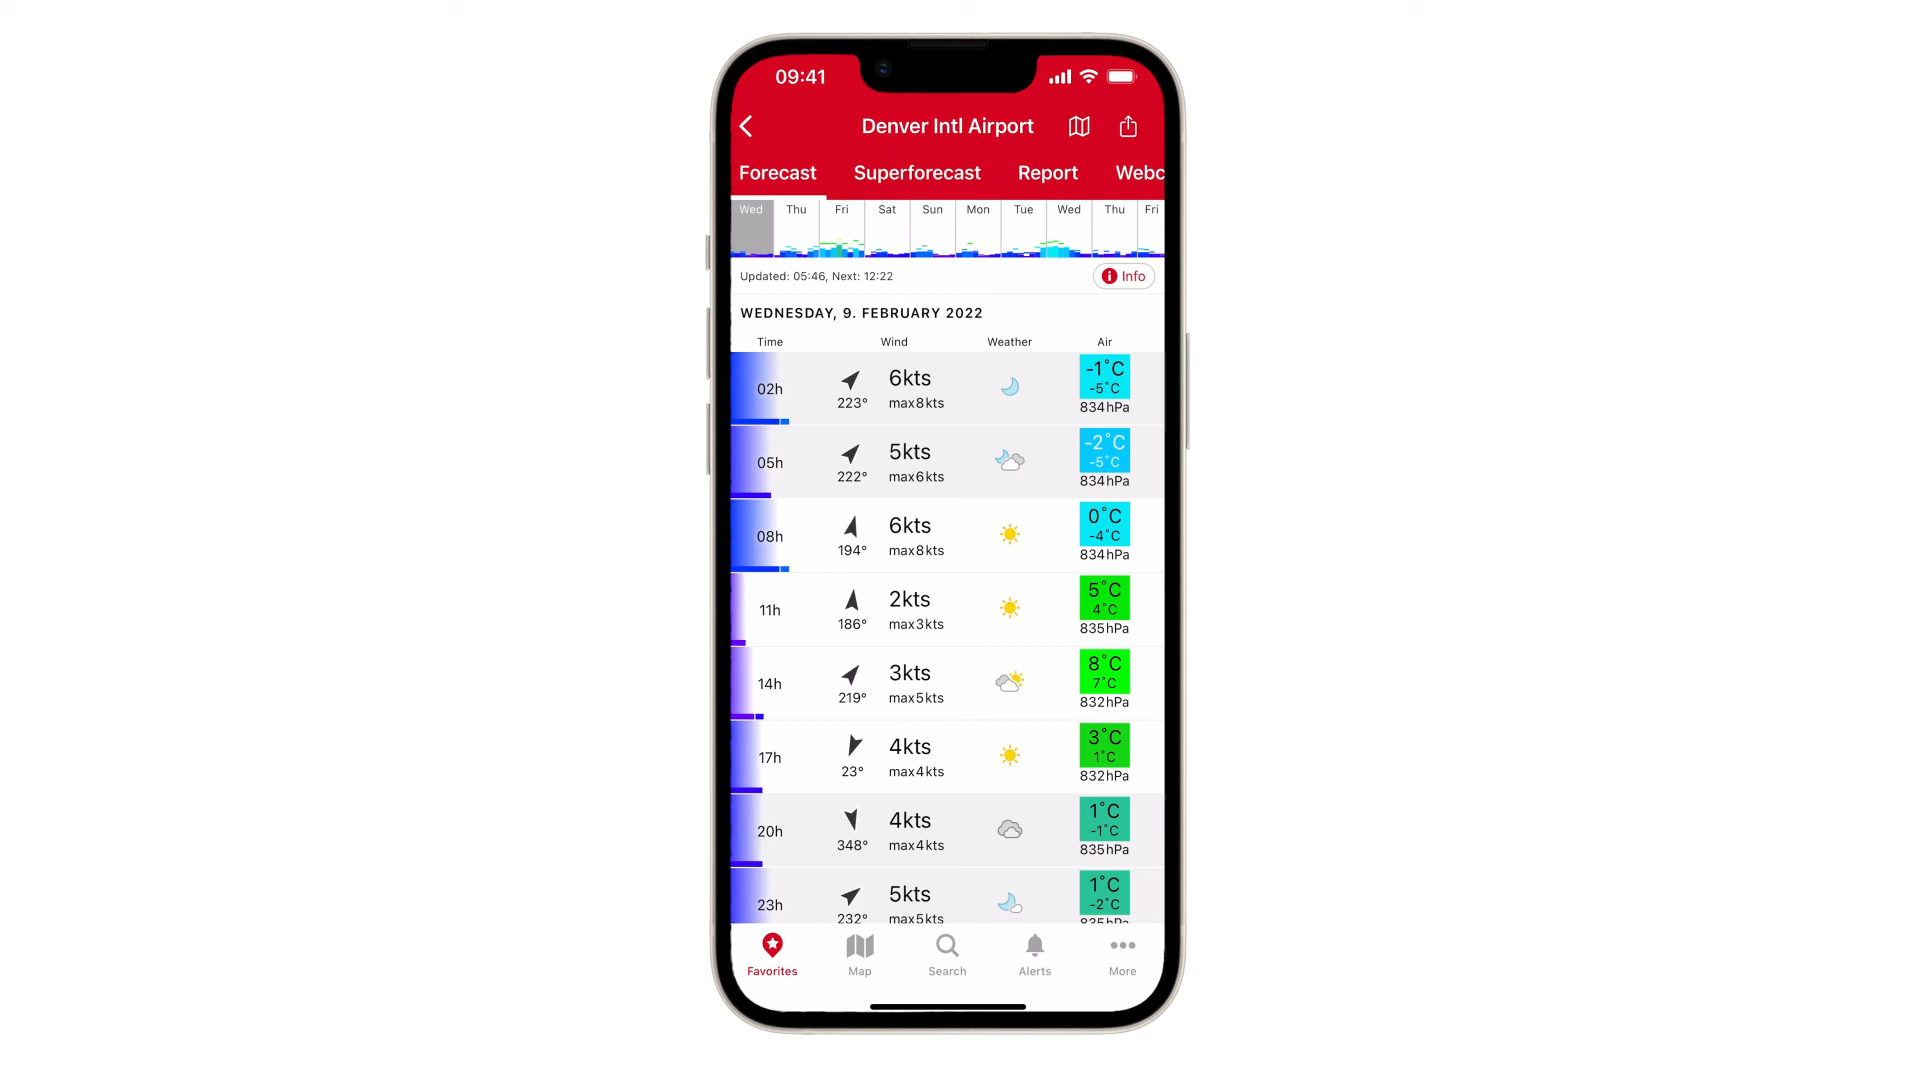 09:41
Denver Intl Airport
Forecast Superforecast Report Webc
Wed Thu Fri Sat Sun Mon Tue Wed Thu Fri
Updated: 05:46, Next: 12:22
Info
WEDNESDAY, 9. FEBRUARY 2022
Time Wind Weather Air
02h 223° 6kts max8kts -1°C -5°C 834hPa
05h 222° 5kts max6kts -2°C -5°C 834hPa
08h 194° 6kts max8kts 0°C -4°C 834hPa
11h 186° 2kts max3kts 5°C 4°C 835hPa
14h 219° 3kts max5kts 8°C 7°C 832hPa
17h 23° 4kts max4kts 3°C 1°C 832hPa
20h 348° 4kts max4kts 1°C -1°C 835hPa
23h 232° 5kts max5kts 1°C -2°C 835hPa
Favorites Map Search Alerts More